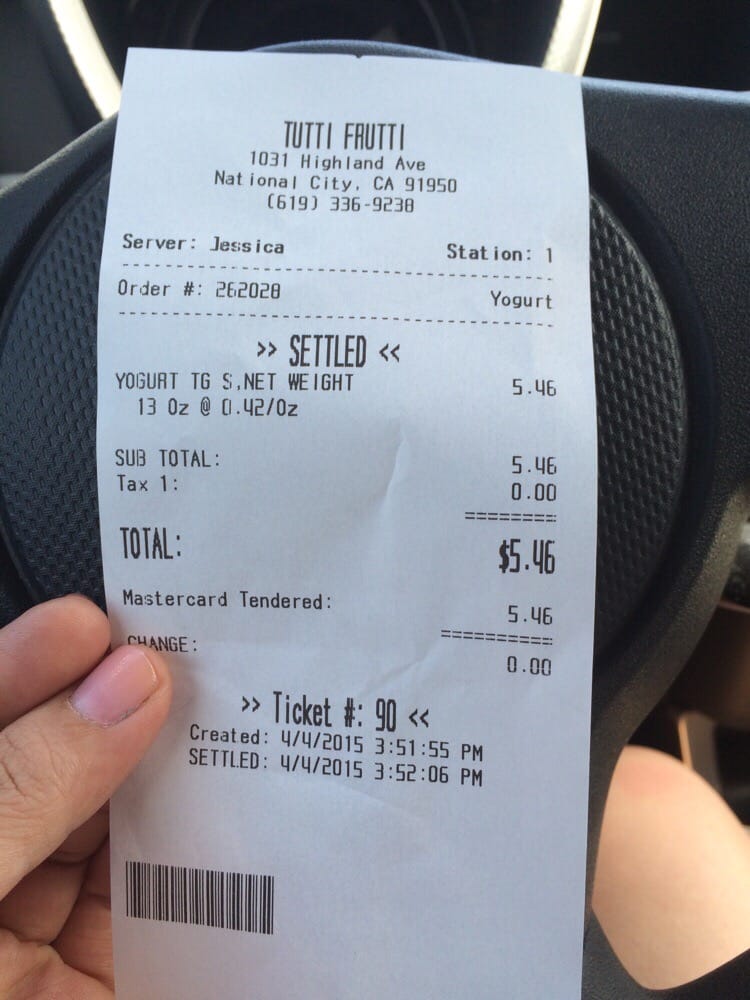 TUTTI FRUTTI
1031 Highland Ave
National City, CA 91950
(619) 336-9238
Server: Jessica Station: 1
Order #: 262028 Yogurt
>> SETTLED <<
YOGURT TG S,NET WEIGHT 5.46
13 Oz @ 0.42/Oz
SUB TOTAL: 5.46
Tax 1: 0.00
==========
TOTAL: $5.46
Mastercard Tendered: 5.46
==========
CHANGE: 0.00
>> Ticket #: 90 <<
Created: 4/4/2015 3:51:55 PM
SETTLED: 4/4/2015 3:52:06 PM